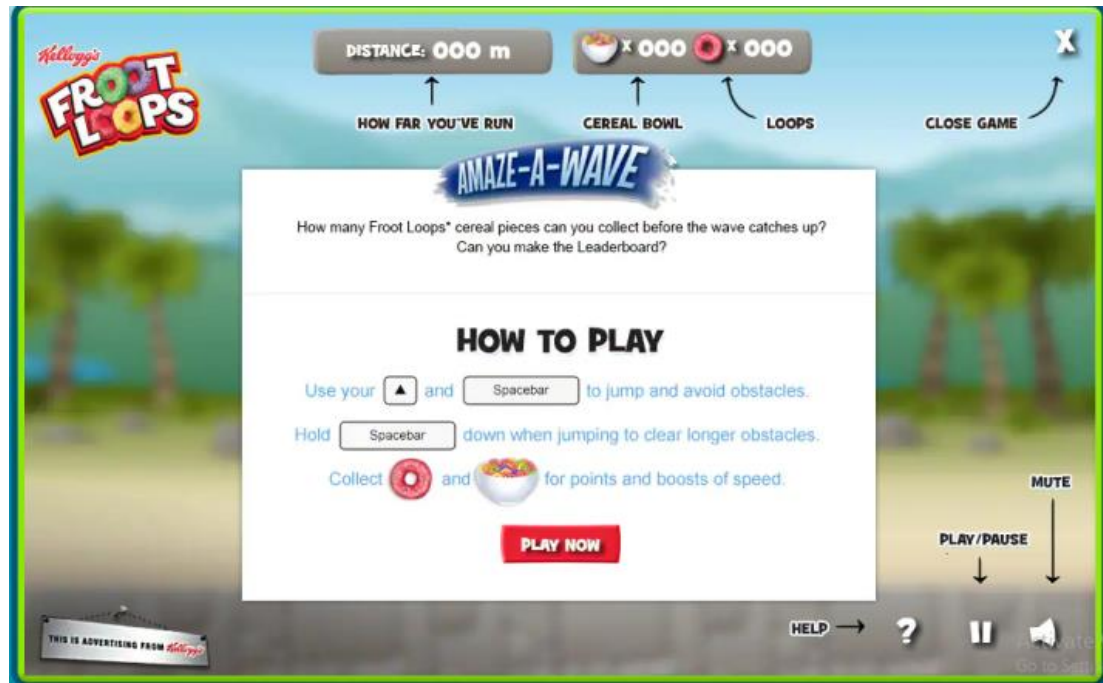 Kellogg's
FROOT
LOOPS
DISTANCE: 000 m
x 000 x 000
X
HOW FAR YOU'VE RUN
CEREAL BOWL
LOOPS
CLOSE GAME
AMAZE-A-WAVE
How many Froot Loops* cereal pieces can you collect before the wave catches up?
Can you make the Leaderboard?
HOW TO PLAY
Use your ▲ and Spacebar to jump and avoid obstacles.
Hold Spacebar down when jumping to clear longer obstacles.
Collect and for points and boosts of speed.
PLAY NOW
MUTE
PLAY/PAUSE
HELP
?
THIS IS ADVERTISING FROM Kellogg's
Go to